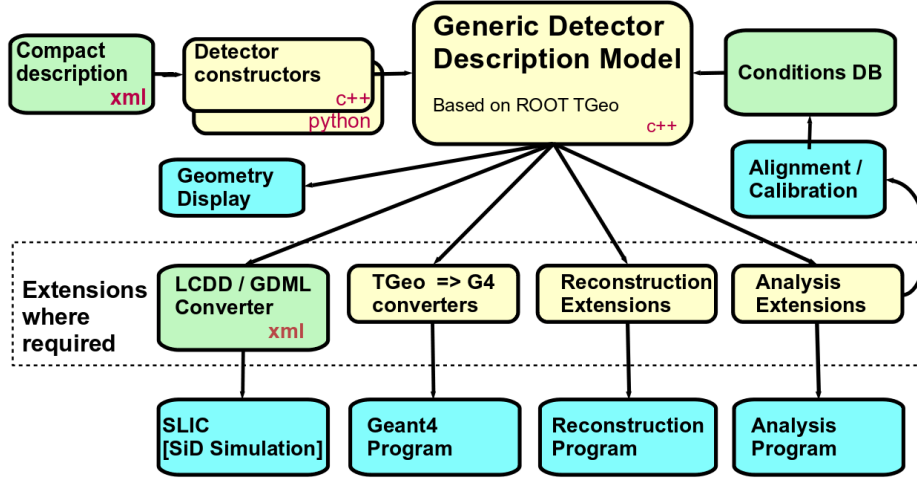 Compact
description
xml
Detector
constructors
c++
python
Generic Detector
Description Model
Based on ROOT TGeo
c++
Conditions DB
Geometry
Display
Alignment /
Calibration
Extensions
where
required
LCDD / GDML
Converter
xml
TGeo => G4
converters
Reconstruction
Extensions
Analysis
Extensions
SLIC
[SiD Simulation]
Geant4
Program
Reconstruction
Program
Analysis
Program